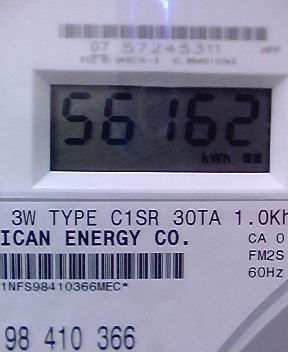 07 57245311
56162
kWh
3W TYPE C1SR 30TA 1.0Kh
ICAN ENERGY CO.
CA 0
FM2S
60Hz
1NFS98410366MEC*
98 410 366